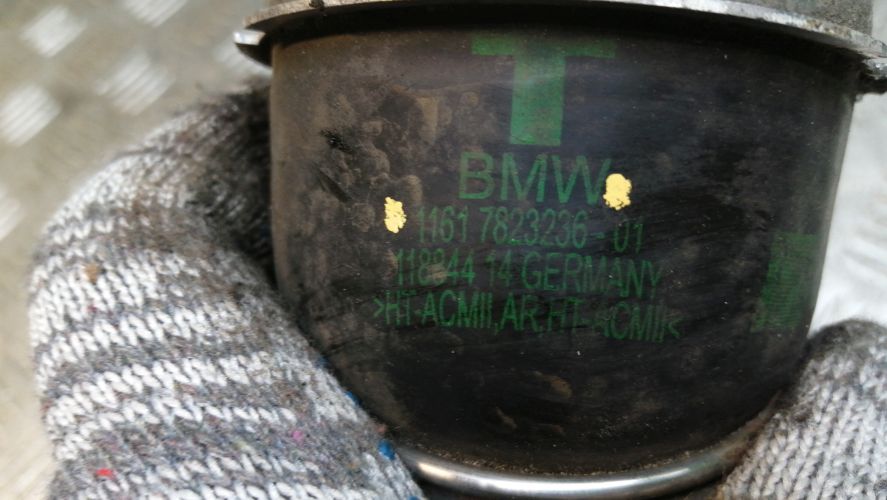 T
BMW
1161 7823236-01
118844 14 GERMANY
>HT-ACMII,AR,HT-ACMII<